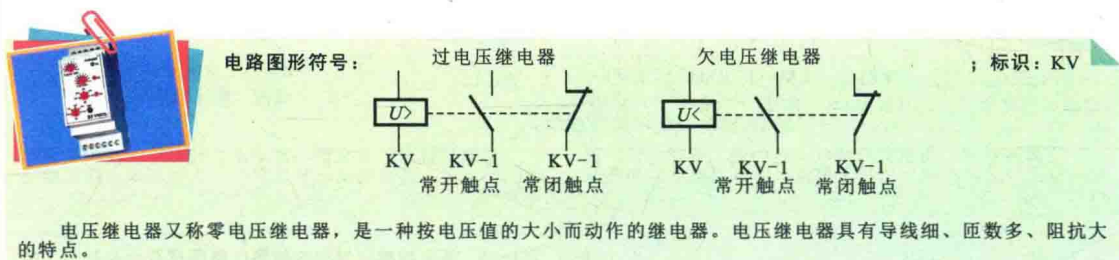 电路图形符号： 过电压继电器 欠电压继电器 ；标识：KV
U> U<
KV KV-1 KV-1 KV KV-1 KV-1
常开触点 常闭触点 常开触点 常闭触点
电压继电器又称零电压继电器，是一种按电压值的大小而动作的继电器。电压继电器具有导线细、匝数多、阻抗大
的特点。